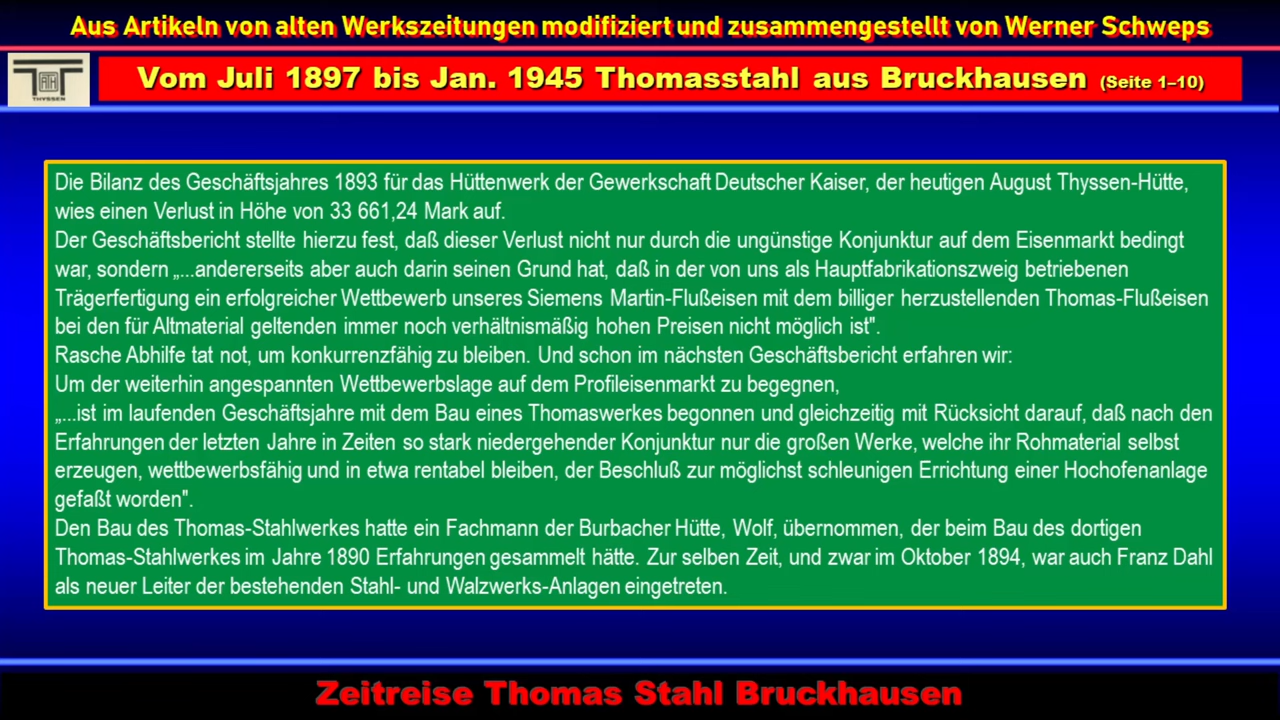 Aus Artikeln von alten Werkszeitungen modifiziert und zusammengestellt von Werner Schweps
ATH
THYSSEN
Vom Juli 1897 bis Jan. 1945 Thomasstahl aus Bruckhausen (Seite 1–10)
Die Bilanz des Geschäftsjahres 1893 für das Hüttenwerk der Gewerkschaft Deutscher Kaiser, der heutigen August Thyssen-Hütte,
wies einen Verlust in Höhe von 33 661,24 Mark auf.
Der Geschäftsbericht stellte hierzu fest, daß dieser Verlust nicht nur durch die ungünstige Konjunktur auf dem Eisenmarkt bedingt
war, sondern „...andererseits aber auch darin seinen Grund hat, daß in der von uns als Hauptfabrikationszweig betriebenen
Trägerfertigung ein erfolgreicher Wettbewerb unseres Siemens Martin-Flußeisen mit dem billiger herzustellenden Thomas-Flußeisen
bei den für Altmaterial geltenden immer noch verhältnismäßig hohen Preisen nicht möglich ist".
Rasche Abhilfe tat not, um konkurrenzfähig zu bleiben. Und schon im nächsten Geschäftsbericht erfahren wir:
Um der weiterhin angespannten Wettbewerbslage auf dem Profileisenmarkt zu begegnen,
„...ist im laufenden Geschäftsjahre mit dem Bau eines Thomaswerkes begonnen und gleichzeitig mit Rücksicht darauf, daß nach den
Erfahrungen der letzten Jahre in Zeiten so stark niedergehender Konjunktur nur die großen Werke, welche ihr Rohmaterial selbst
erzeugen, wettbewerbsfähig und in etwa rentabel bleiben, der Beschluß zur möglichst schleunigen Errichtung einer Hochofenanlage
gefaßt worden".
Den Bau des Thomas-Stahlwerkes hatte ein Fachmann der Burbacher Hütte, Wolf, übernommen, der beim Bau des dortigen
Thomas-Stahlwerkes im Jahre 1890 Erfahrungen gesammelt hätte. Zur selben Zeit, und zwar im Oktober 1894, war auch Franz Dahl
als neuer Leiter der bestehenden Stahl- und Walzwerks-Anlagen eingetreten.
Zeitreise Thomas Stahl Bruckhausen